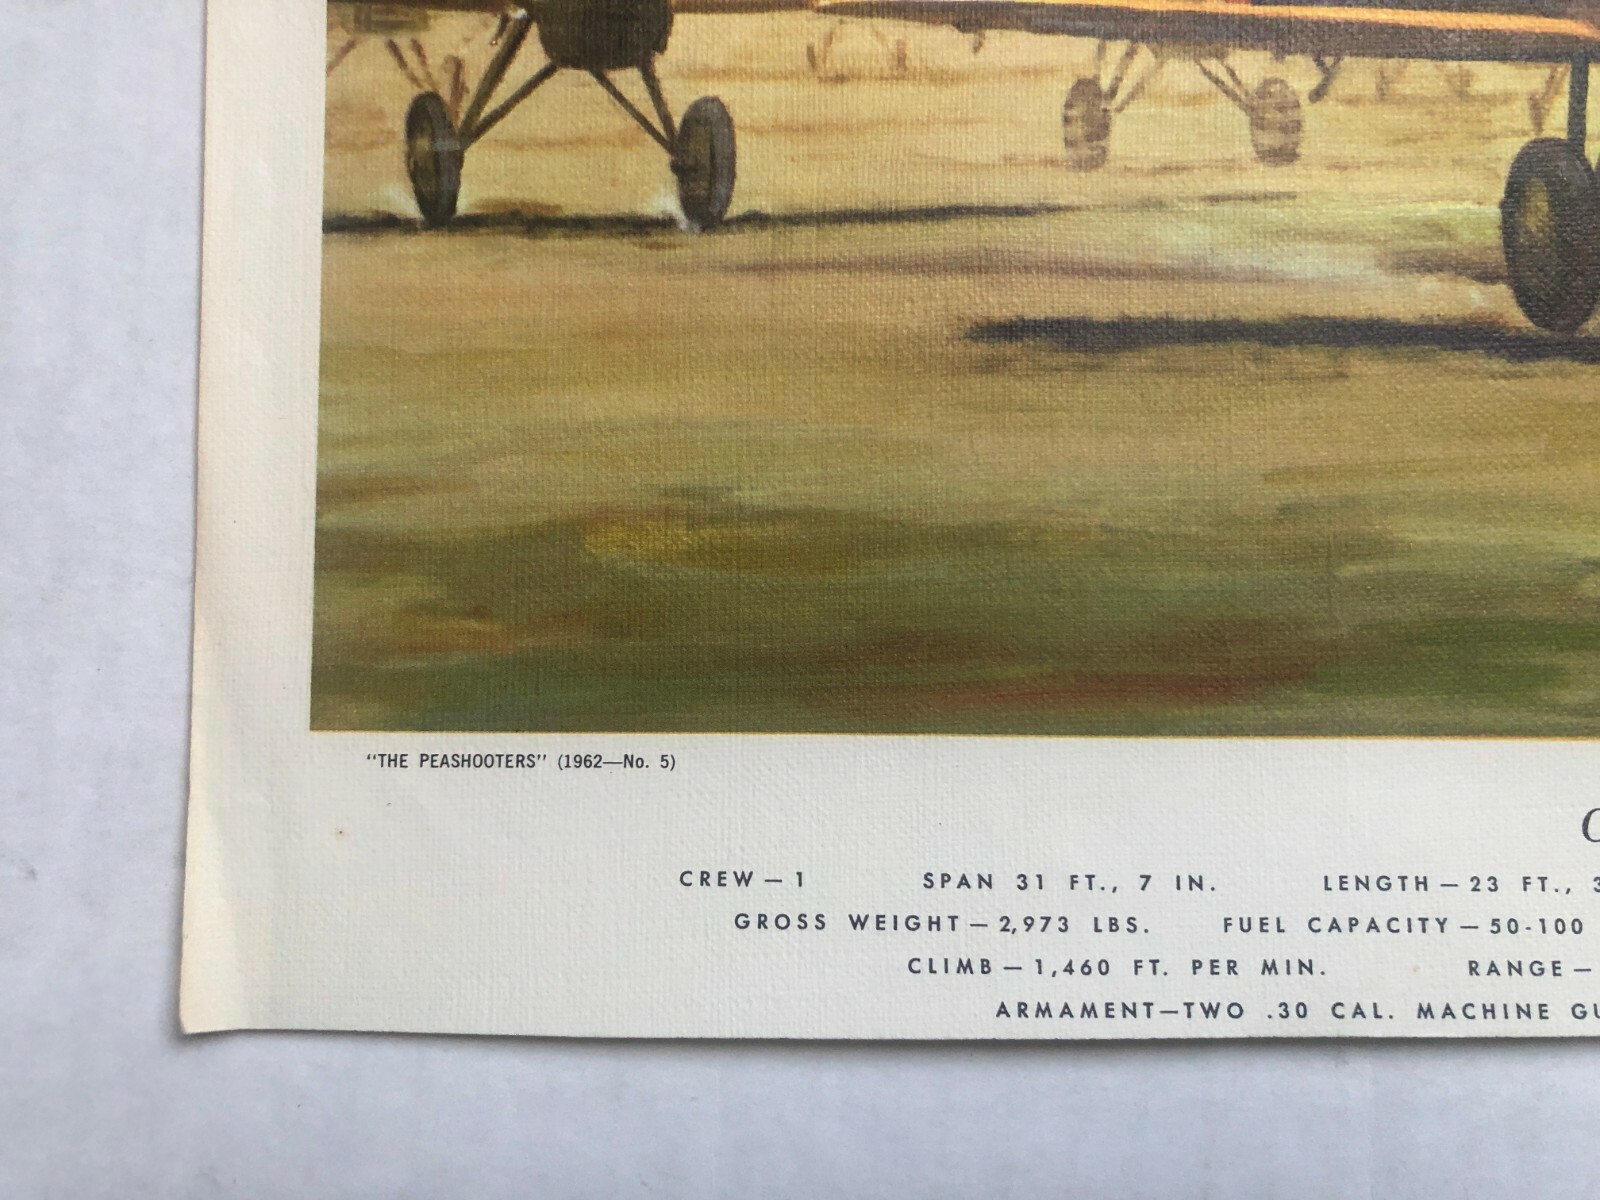 “THE PEASHOOTERS” (1962—No. 5)
CREW — 1 SPAN 31 FT., 7 IN. LENGTH — 23 FT.,
GROSS WEIGHT — 2,973 LBS. FUEL CAPACITY — 50-100
CLIMB — 1,460 FT. PER MIN. RANGE —
ARMAMENT—TWO .30 CAL. MACHINE